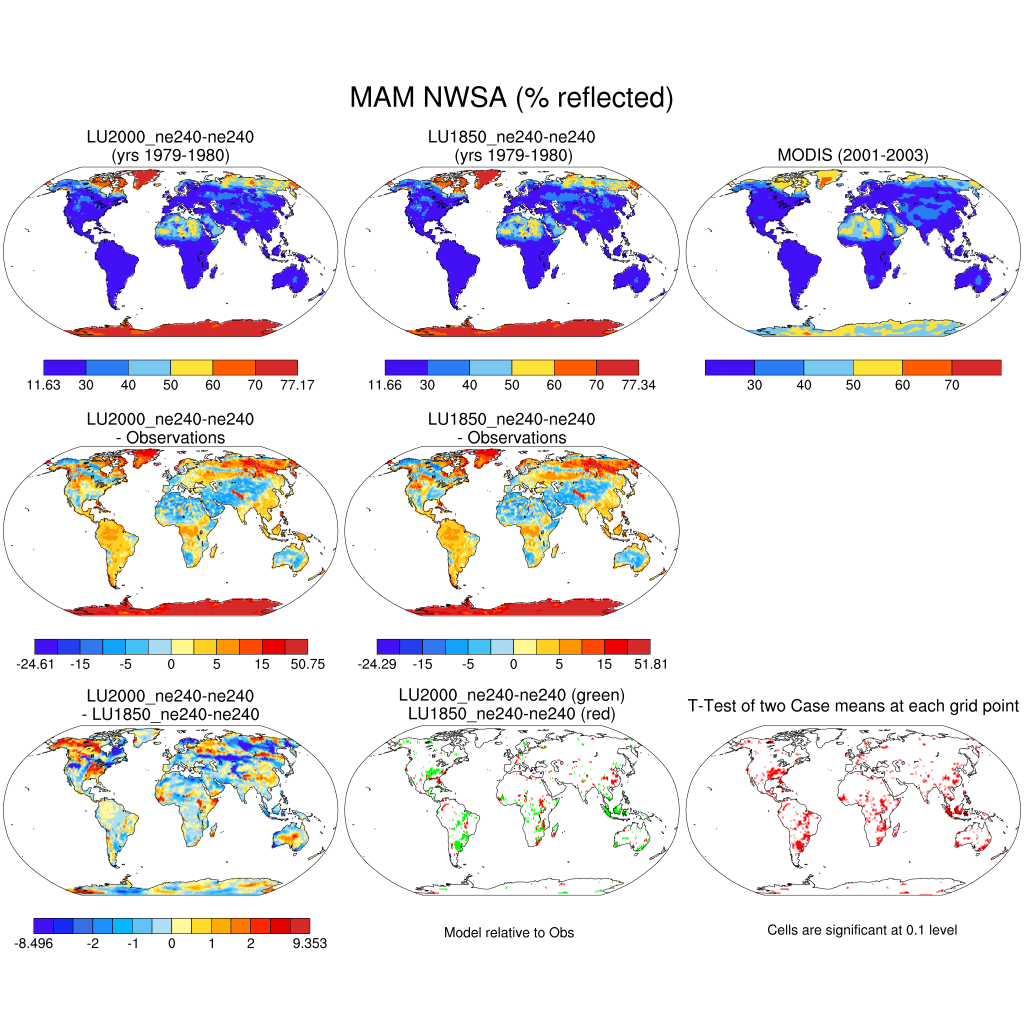 MAM NWSA (% reflected)
LU2000_ne240-ne240
(yrs 1979-1980)
LU1850_ne240-ne240
(yrs 1979-1980)
MODIS (2001-2003)
11.63 30 40 50 60 70 77.17
11.66 30 40 50 60 70 77.34
30 40 50 60 70
LU2000_ne240-ne240
- Observations
LU1850_ne240-ne240
- Observations
-24.61 -15 -5 0 5 15 50.75
-24.29 -15 -5 0 5 15 51.81
LU2000_ne240-ne240
- LU1850_ne240-ne240
LU2000_ne240-ne240 (green)
LU1850_ne240-ne240 (red)
T-Test of two Case means at each grid point
-8.496 -2 -1 0 1 2 9.353
Model relative to Obs
Cells are significant at 0.1 level